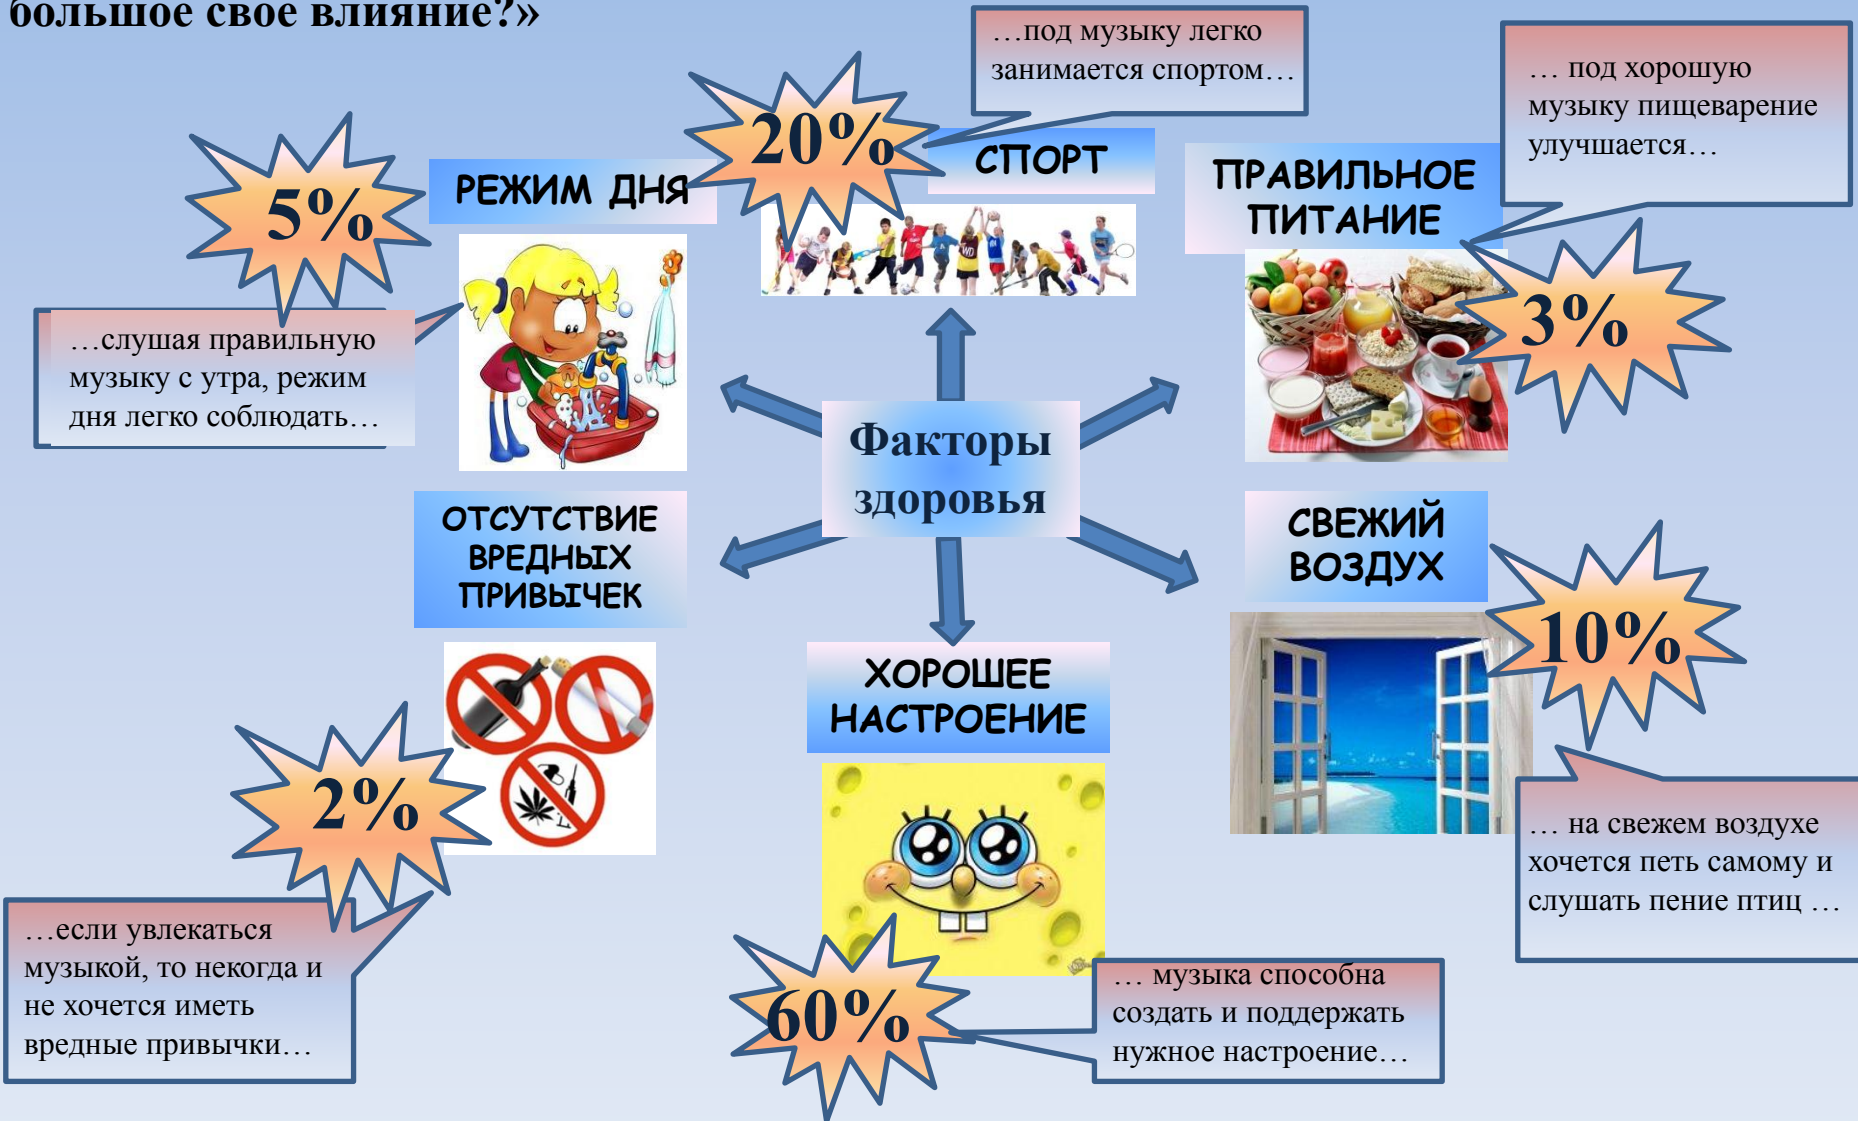 большое свое влияние?»
…под музыку легко
занимается спортом…
… под хорошую
музыку пищеварение
улучшается…
20%
СПОРТ
ПРАВИЛЬНОЕ
ПИТАНИЕ
РЕЖИМ ДНЯ
5%
3%
…слушая правильную
музыку с утра, режим
дня легко соблюдать…
Факторы
здоровья
ОТСУТСТВИЕ
ВРЕДНЫХ
ПРИВЫЧЕК
СВЕЖИЙ
ВОЗДУХ
10%
ХОРОШЕЕ
НАСТРОЕНИЕ
2%
… на свежем воздухе
хочется петь самому и
слушать пение птиц …
…если увлекаться
музыкой, то некогда и
не хочется иметь
вредные привычки…
60%
… музыка способна
создать и поддержать
нужное настроение…
WD